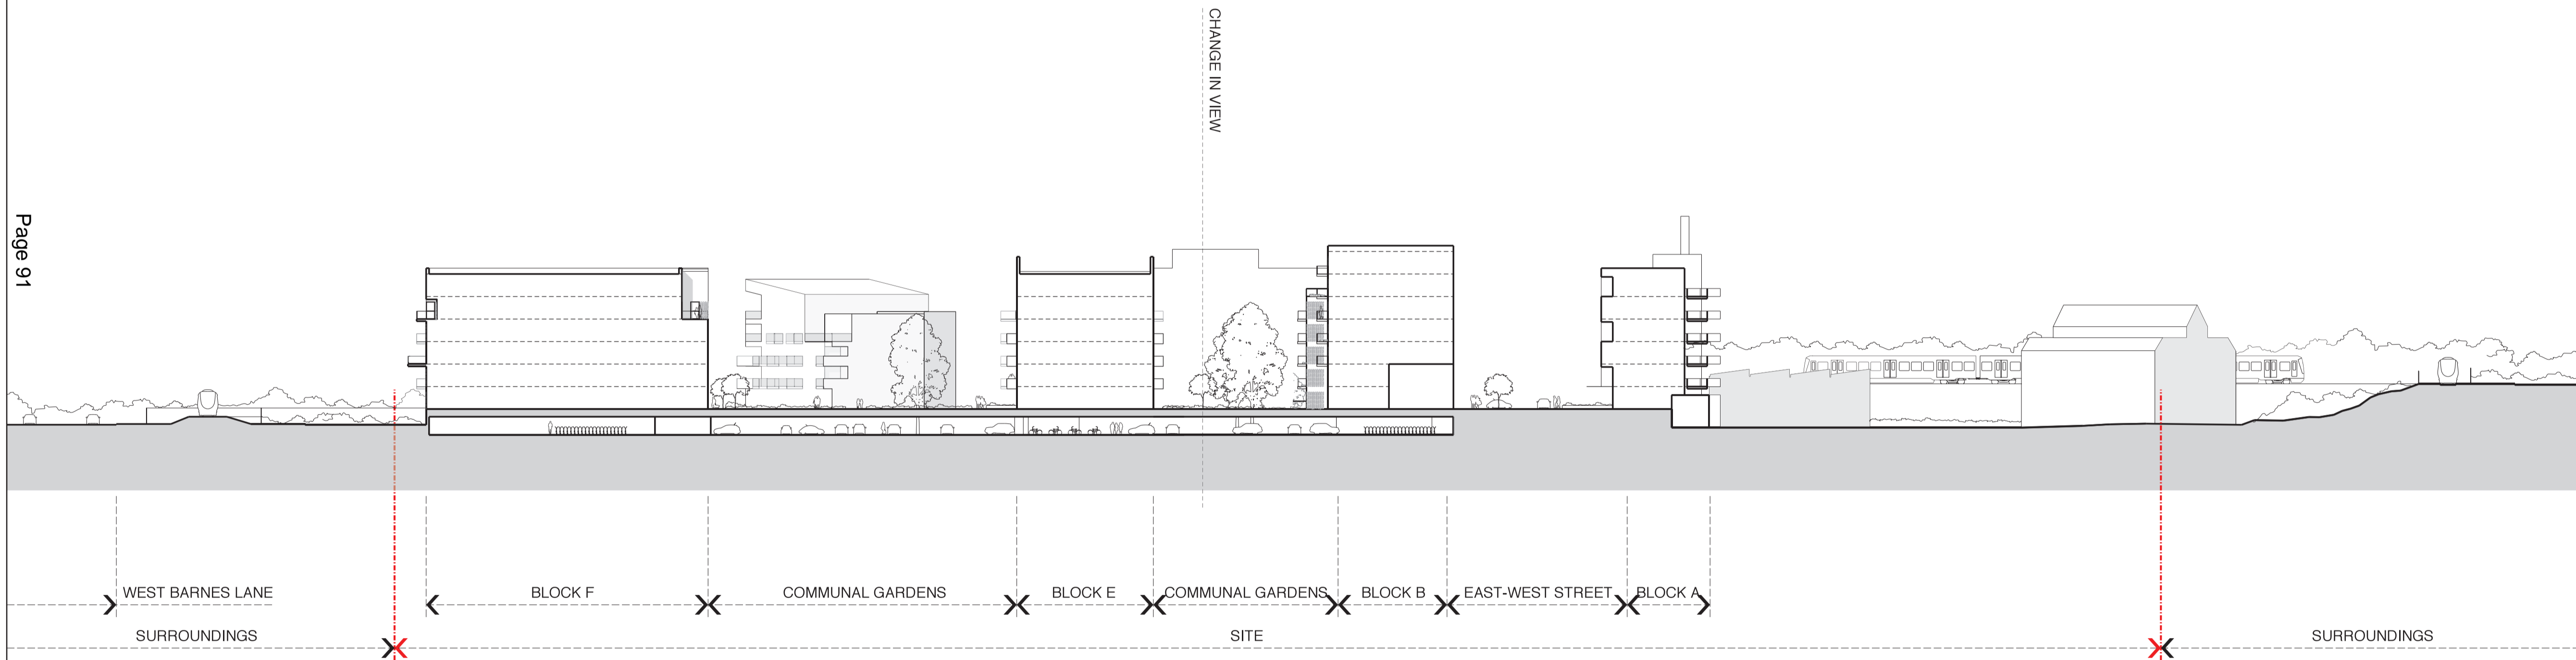 CHANGE IN VIEW
Page 91
WEST BARNES LANE
BLOCK F
COMMUNAL GARDENS
BLOCK E
COMMUNAL GARDENS
BLOCK B
EAST-WEST STREET
BLOCK A
SURROUNDINGS
SITE
SURROUNDINGS